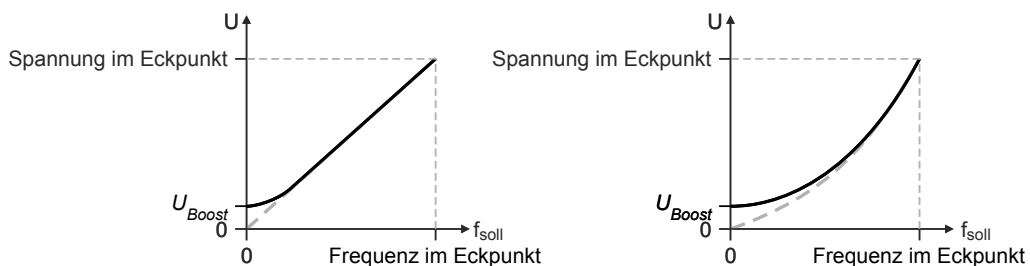 U
Spannung im Eckpunkt
U_Boost
0
f_soll
0
Frequenz im Eckpunkt
U
Spannung im Eckpunkt
U_Boost
0
f_soll
0
Frequenz im Eckpunkt